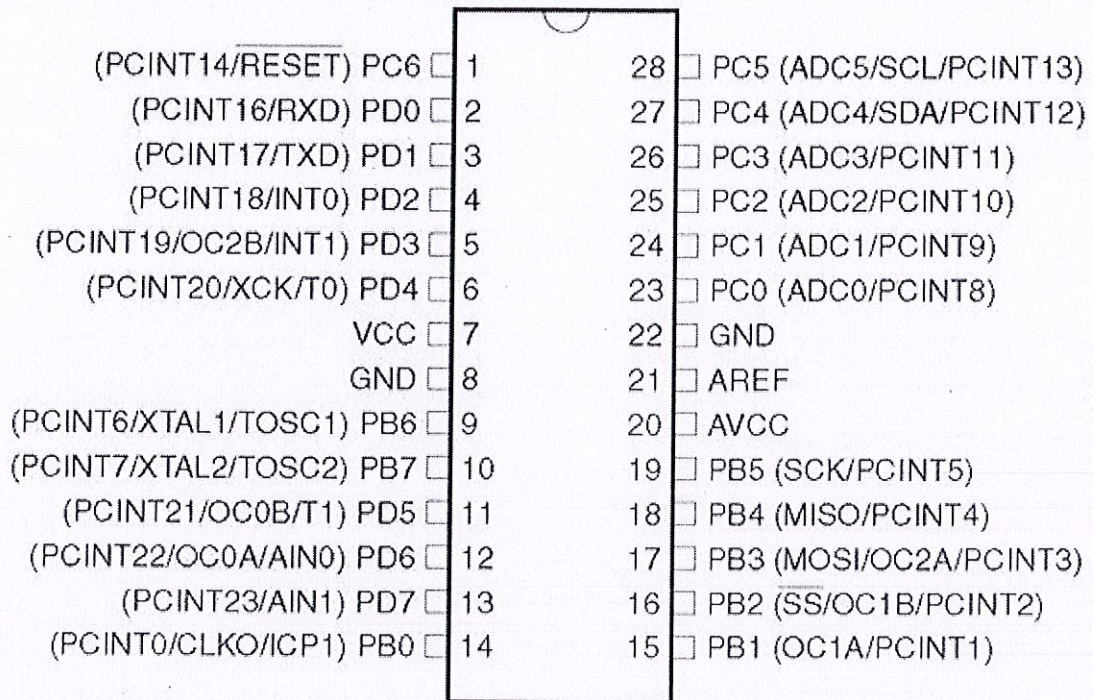 (PCINT14/RESET) PC6 1 28 PC5 (ADC5/SCL/PCINT13)
(PCINT16/RXD) PD0 2 27 PC4 (ADC4/SDA/PCINT12)
(PCINT17/TXD) PD1 3 26 PC3 (ADC3/PCINT11)
(PCINT18/INT0) PD2 4 25 PC2 (ADC2/PCINT10)
(PCINT19/OC2B/INT1) PD3 5 24 PC1 (ADC1/PCINT9)
(PCINT20/XCK/T0) PD4 6 23 PC0 (ADC0/PCINT8)
VCC 7 22 GND
GND 8 21 AREF
(PCINT6/XTAL1/TOSC1) PB6 9 20 AVCC
(PCINT7/XTAL2/TOSC2) PB7 10 19 PB5 (SCK/PCINT5)
(PCINT21/OC0B/T1) PD5 11 18 PB4 (MISO/PCINT4)
(PCINT22/OC0A/AIN0) PD6 12 17 PB3 (MOSI/OC2A/PCINT3)
(PCINT23/AIN1) PD7 13 16 PB2 (SS/OC1B/PCINT2)
(PCINT0/CLKO/ICP1) PB0 14 15 PB1 (OC1A/PCINT1)